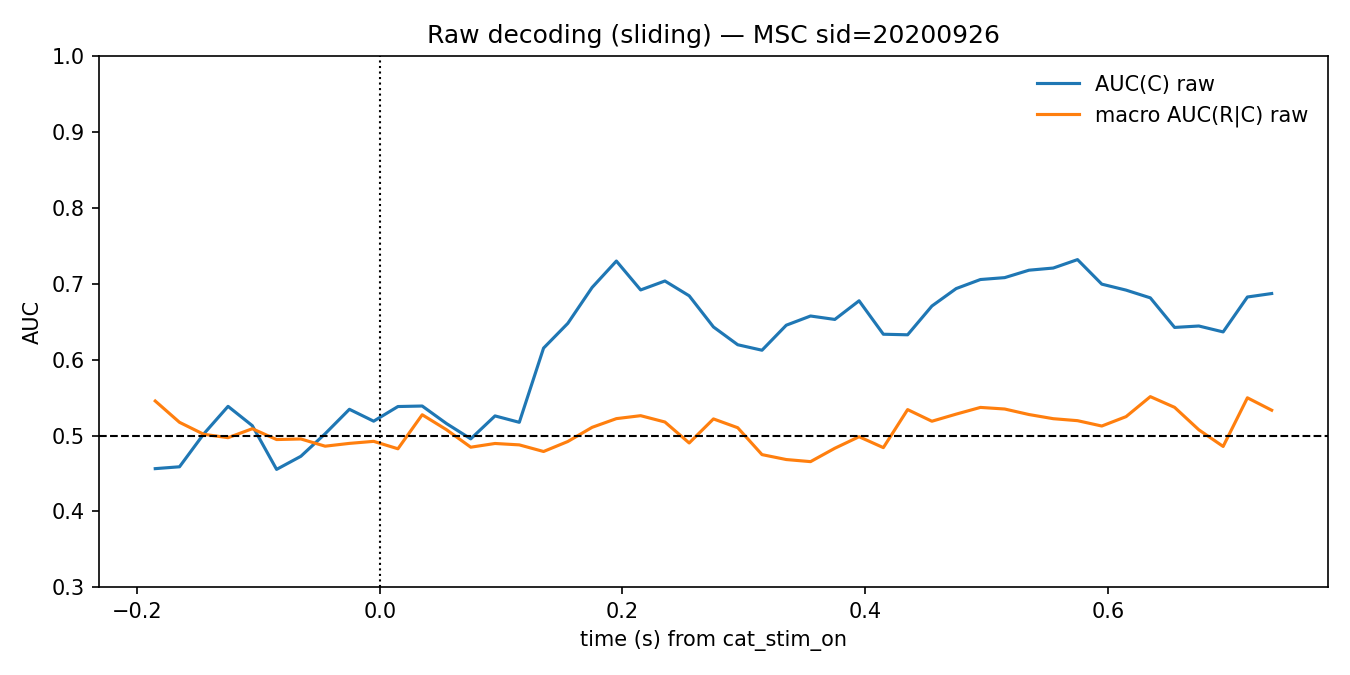 Raw decoding (sliding) — MSC sid=20200926
AUC(C) raw
macro AUC(R|C) raw
1.0
0.9
0.8
0.7
0.6
0.5
0.4
0.3
AUC
−0.2
0.0
0.2
0.4
0.6
time (s) from cat_stim_on